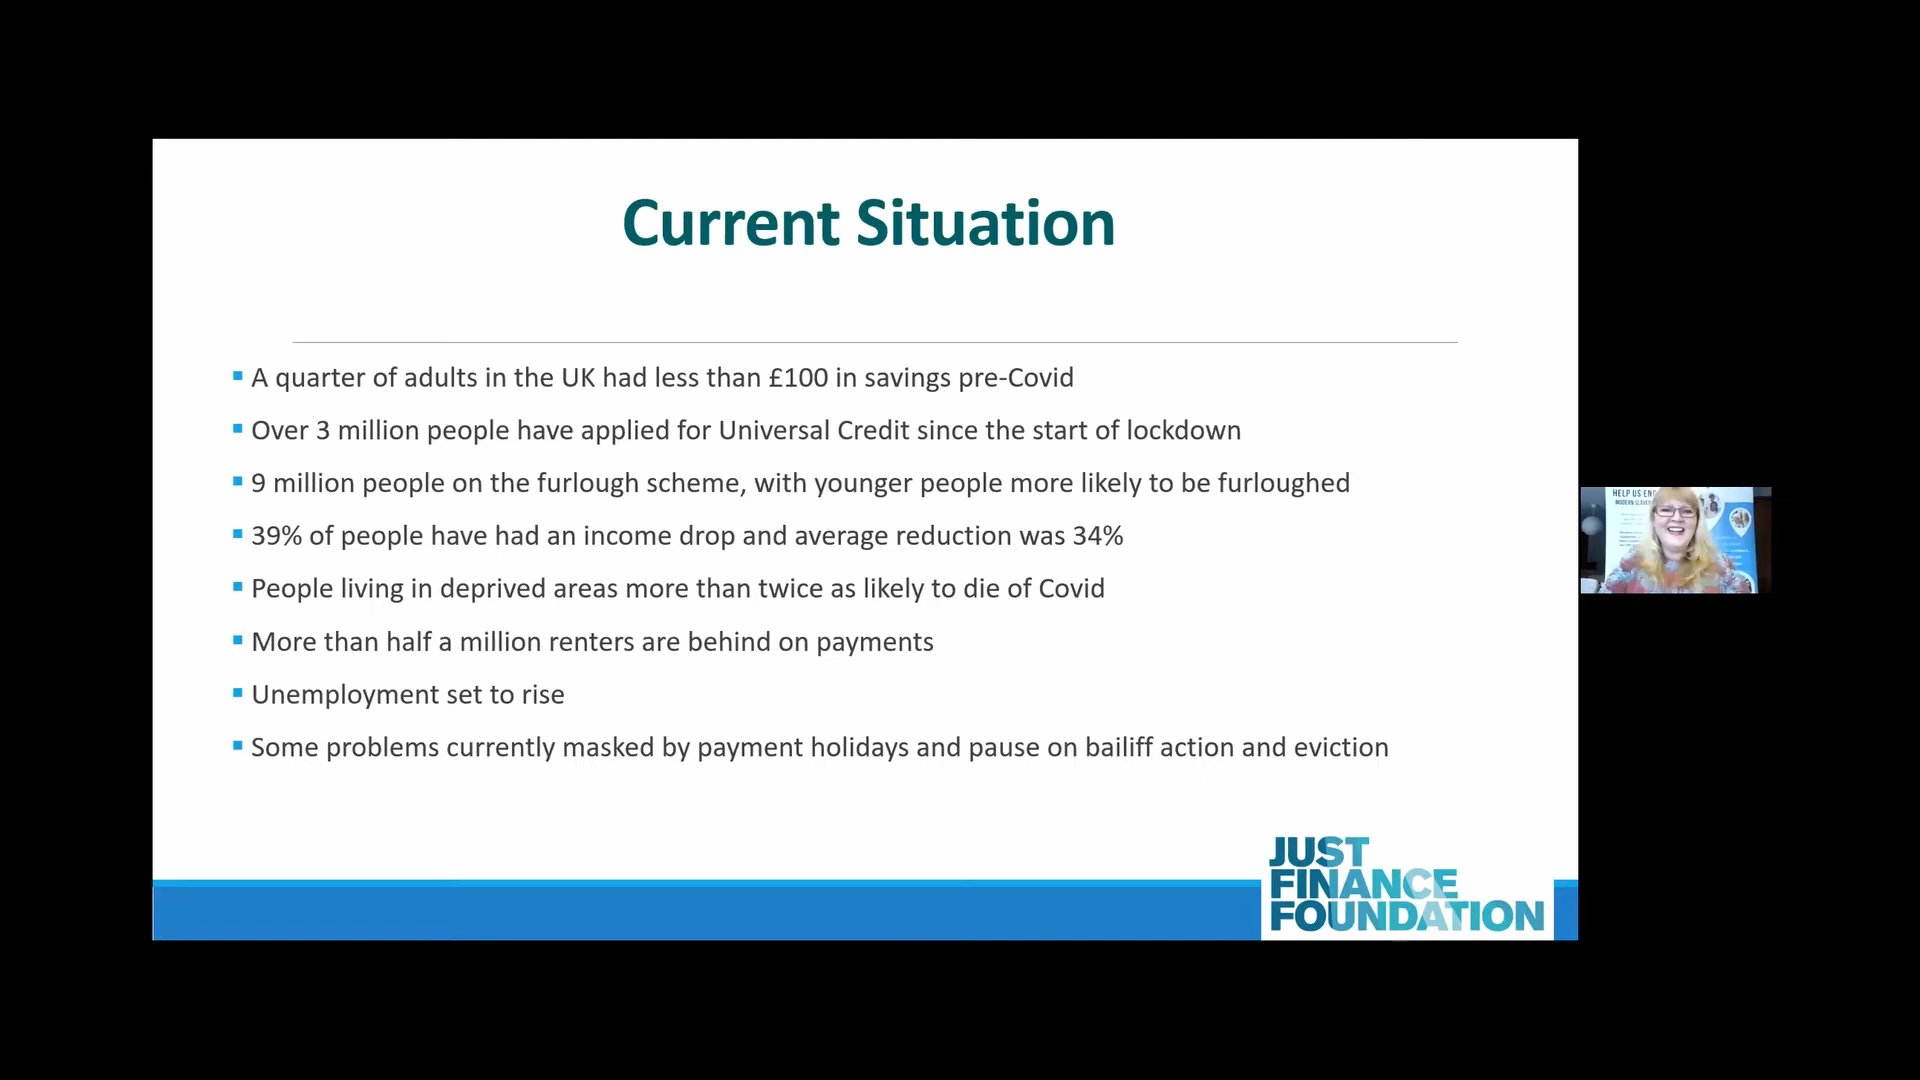 Current Situation
A quarter of adults in the UK had less than £100 in savings pre-Covid
Over 3 million people have applied for Universal Credit since the start of lockdown
9 million people on the furlough scheme, with younger people more likely to be furloughed
39% of people have had an income drop and average reduction was 34%
People living in deprived areas more than twice as likely to die of Covid
More than half a million renters are behind on payments
Unemployment set to rise
Some problems currently masked by payment holidays and pause on bailiff action and eviction
JUST
FINANCE
FOUNDATION
HELP US
MODERN